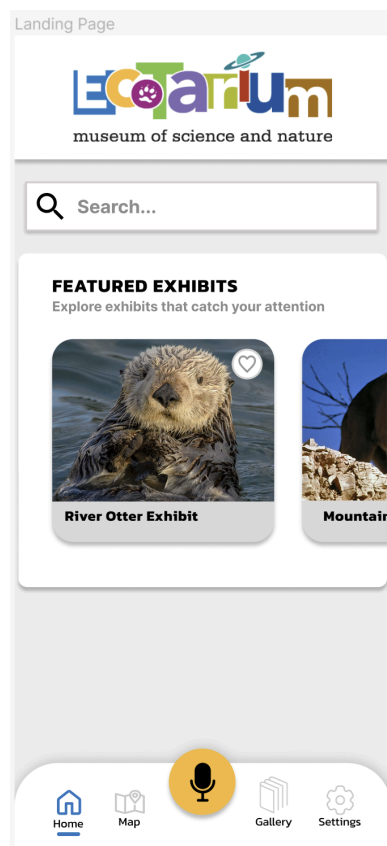 Landing Page
EcoTarium
museum of science and nature
Search...
FEATURED EXHIBITS
Explore exhibits that catch your attention
River Otter Exhibit
Mountain
Home
Map
Gallery
Settings